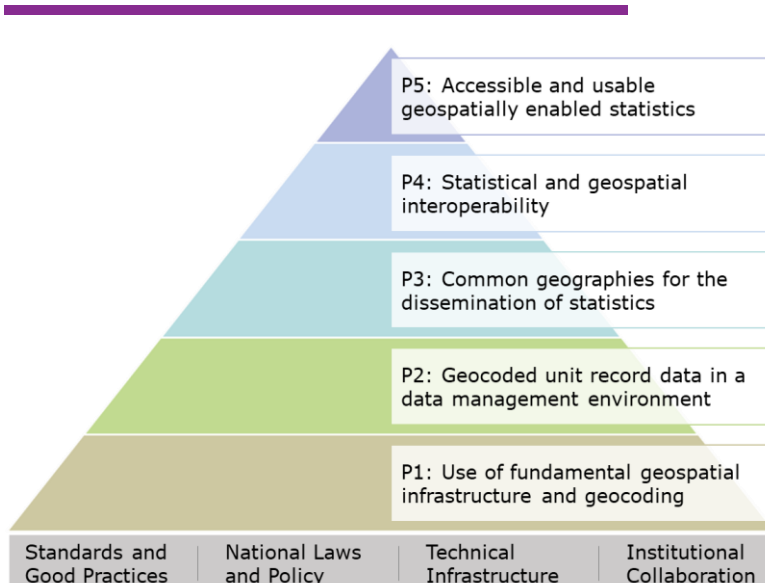 P5: Accessible and usable
geospatially enabled statistics
P4: Statistical and geospatial
interoperability
P3: Common geographies for the
dissemination of statistics
P2: Geocoded unit record data in a
data management environment
P1: Use of fundamental geospatial
infrastructure and geocoding
Standards and
Good Practices
National Laws
and Policy
Technical
Infrastructure
Institutional
Collaboration